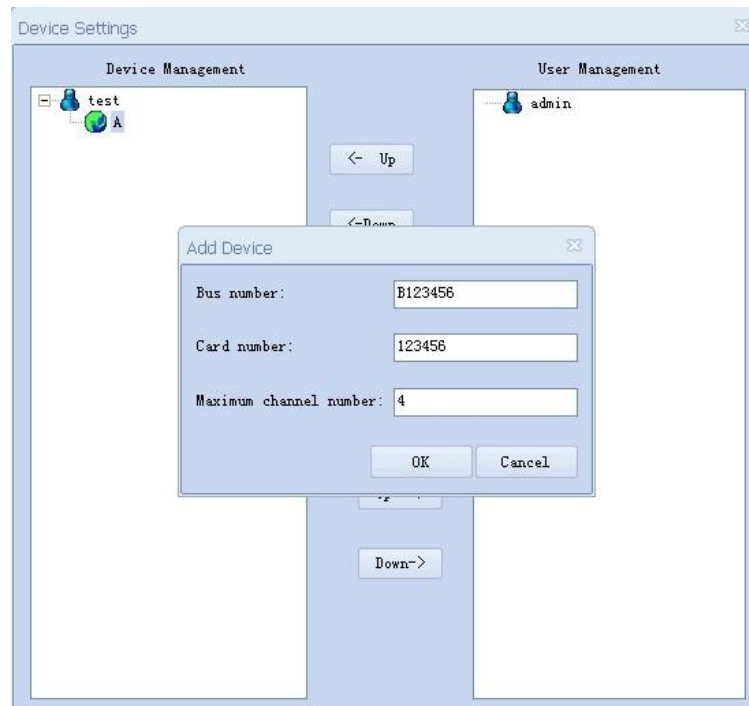 Device Settings
Device Management
User Management
test
A
admin
<- Up
<-Down
Add Device
Bus number:
B123456
Card number:
123456
Maximum channel number:
4
OK
Cancel
Down->